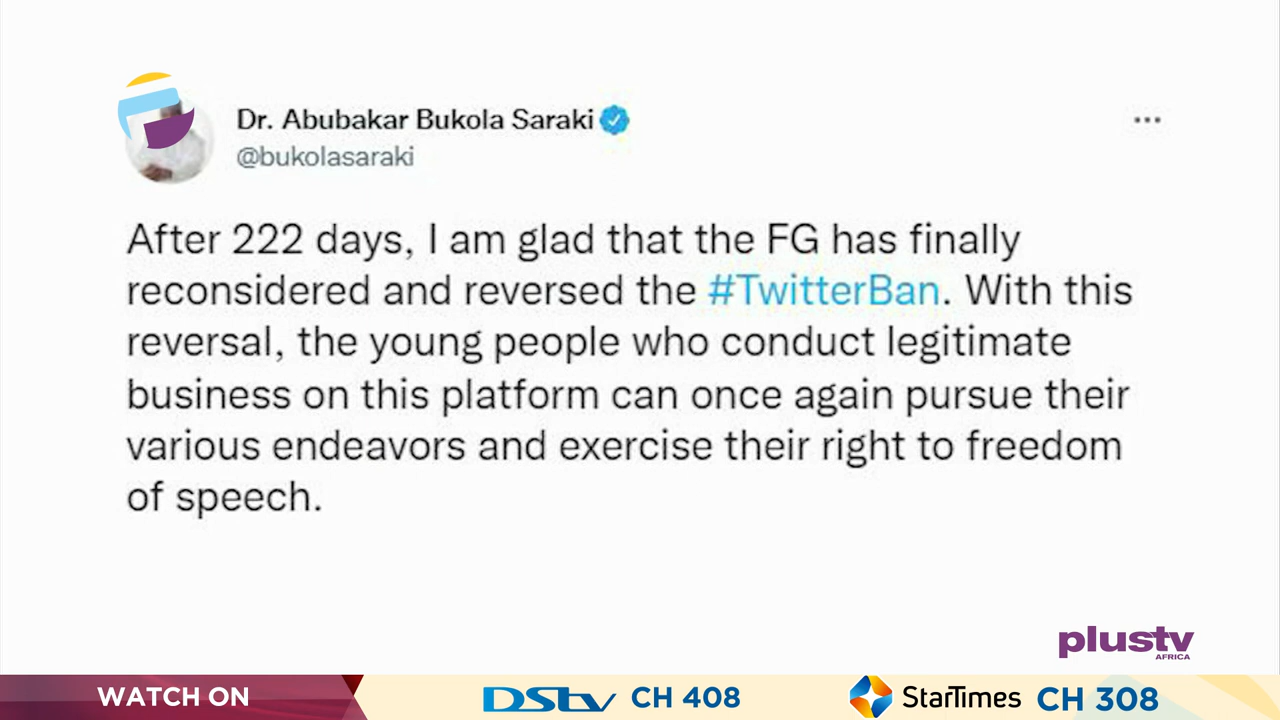 Dr. Abubakar Bukola Saraki
@bukolasaraki
After 222 days, I am glad that the FG has finally
reconsidered and reversed the #TwitterBan. With this
reversal, the young people who conduct legitimate
business on this platform can once again pursue their
various endeavors and exercise their right to freedom
of speech.
plustv
AFRICA
WATCH ON DStv CH 408 StarTimes CH 308